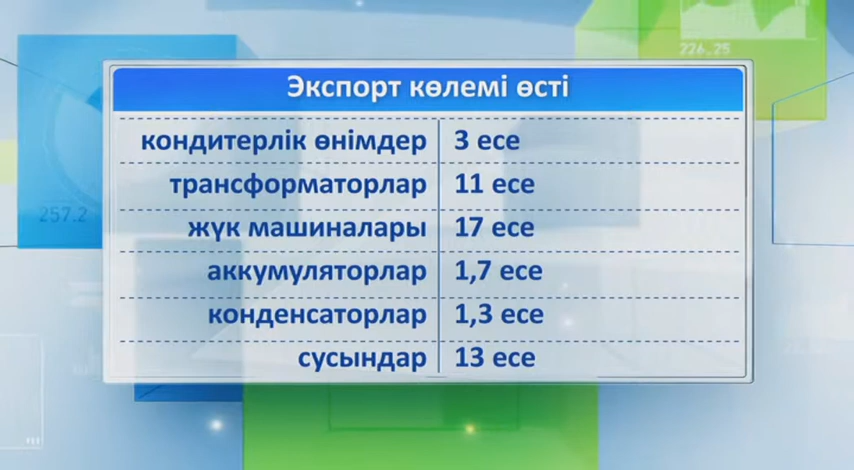 226.25
Экспорт көлемі өсті
кондитерлік өнімдер 3 есе
трансформаторлар 11 есе
257.2
жүк машиналары 17 есе
аккумуляторлар 1,7 есе
конденсаторлар 1,3 есе
сусындар 13 есе